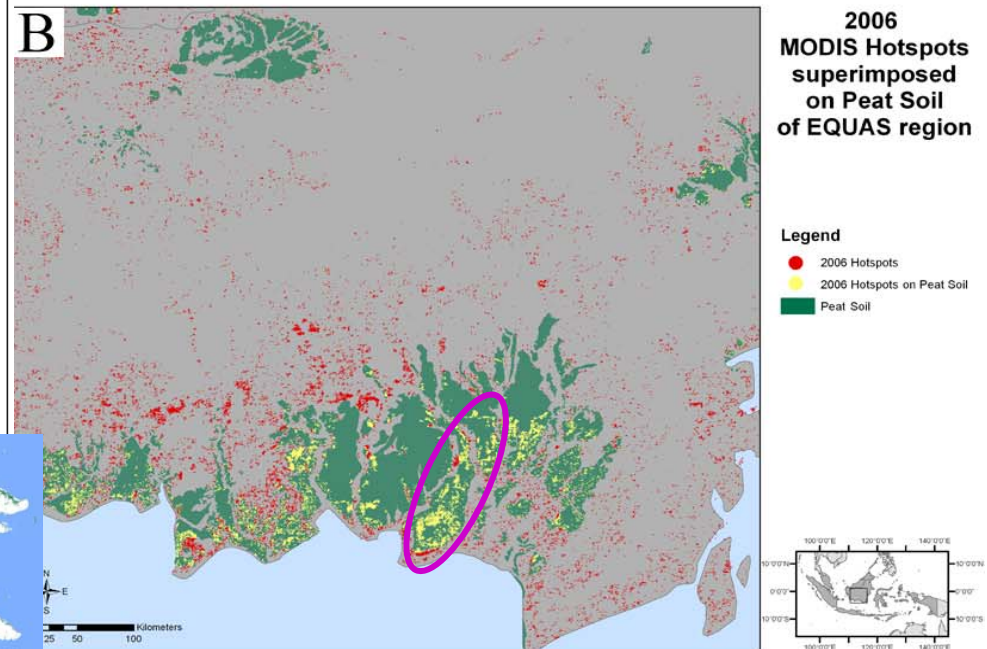 B
2006
MODIS Hotspots
superimposed
on Peat Soil
of EQUAS region
Legend
2006 Hotspots
2006 Hotspots on Peat Soil
Peat Soil
N
E
S
Kilometers
25 50 100
100°0'0"E 120°0'0"E 140°0'0"E
10°0'0"N 10°0'0"N
0°0'0" 0°0'0"
10°0'0"S 10°0'0"S
100°0'0"E 120°0'0"E 140°0'0"E